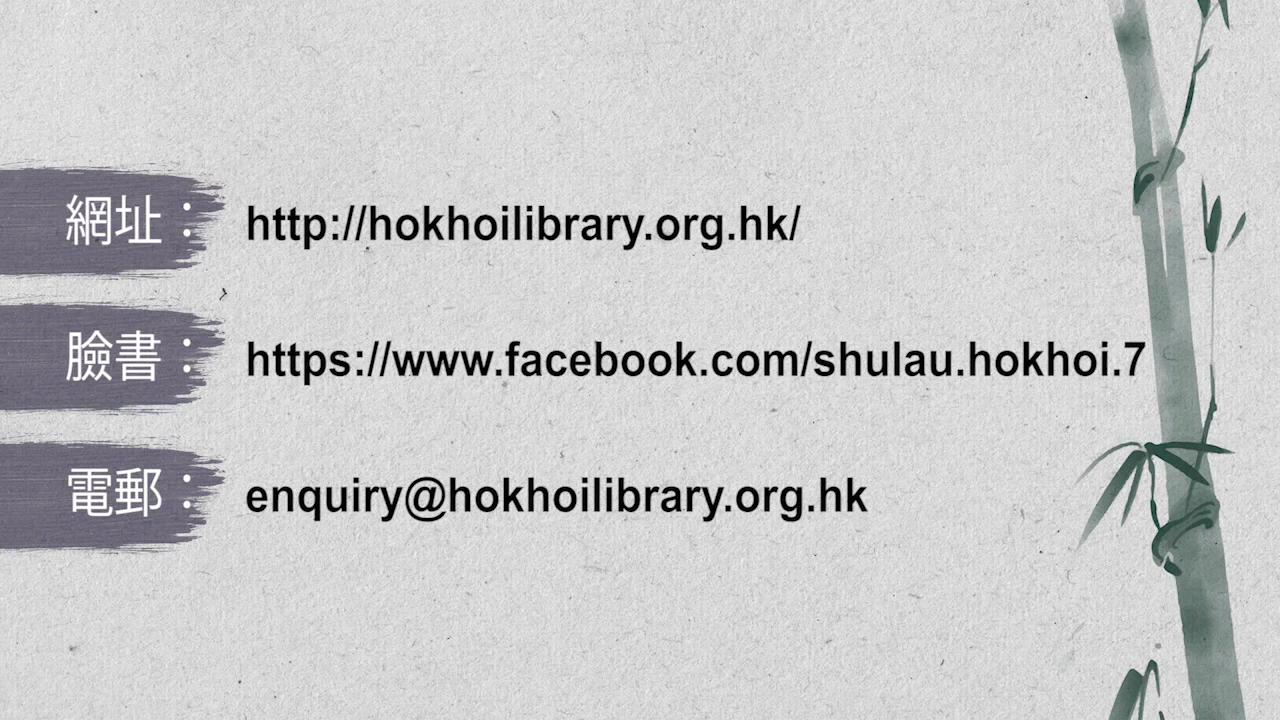 網址：http://hokhoilibrary.org.hk/
臉書：https://www.facebook.com/shulau.hokhoi.7
電郵：enquiry@hokhoilibrary.org.hk